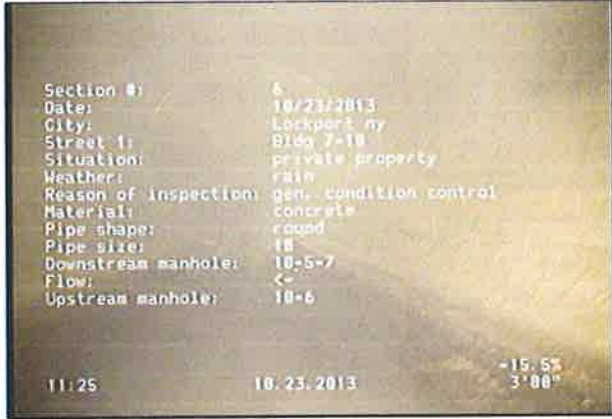 Section #: 6
Date: 10/23/2013
City: Lockport ny
Street 1: Bldg 7-10
Situation: private property
Weather: rain
Reason of inspection: gen. condition control
Material: concrete
Pipe shape: round
Pipe size: 18
Downstream manhole: 10-5-7
Flow: <-
Upstream manhole: 10-6
-15.5%
11:25 10.23.2013 3'00"